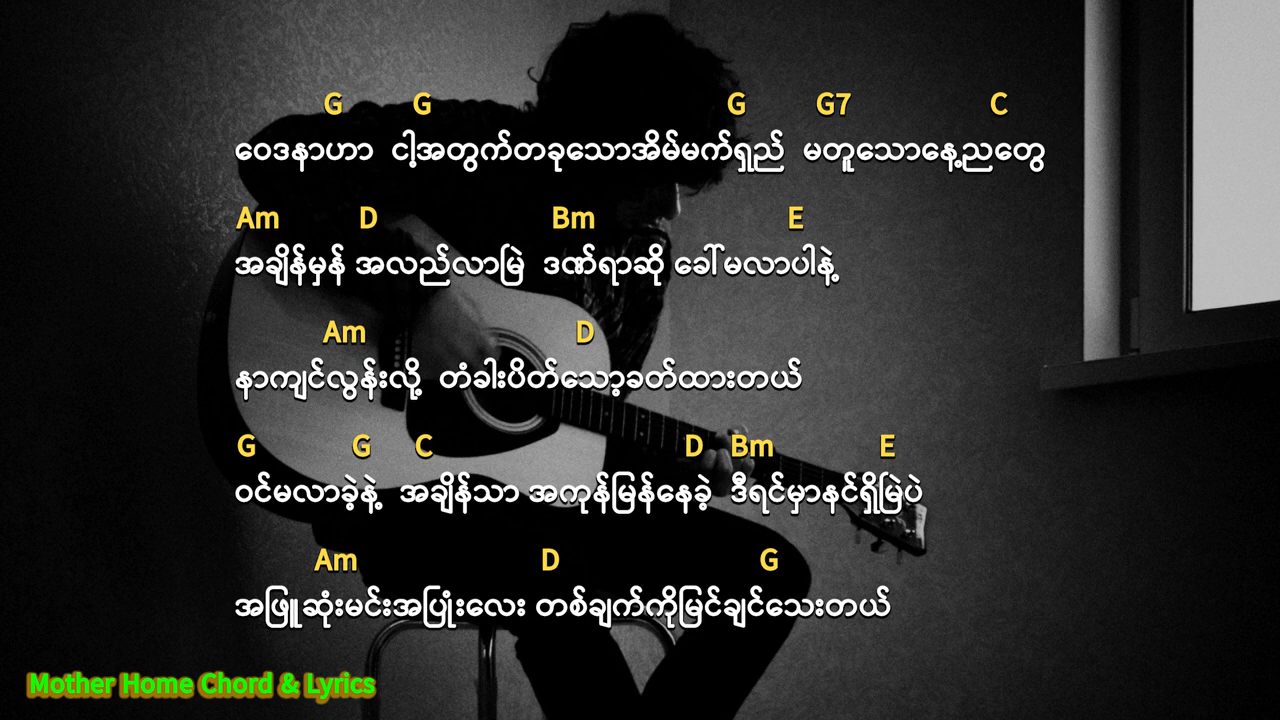 G G G G7 C
ဝေဒနာဟာ ငါ့အတွက်တခုသောအိမ်မက်ရှည် မတူသောနေ့ညတွေ
Am D Bm E
အချိန်မှန် အလည်လာမြဲ ဒဏ်ရာဆို ခေါ်မလာပါနဲ့
Am D
နာကျင်လွန်းလို့ တံခါးပိတ်သော့ခတ်ထားတယ်
G G C D Bm E
ဝင်မလာခဲ့နဲ့ အချိန်သာ အကုန်မြန်နေခဲ့ ဒီရင်မှာနင်ရှိမြဲပဲ
Am D G
အဖြူဆုံးမင်းအပြုံးလေး တစ်ချက်ကိုမြင်ချင်သေးတယ်
Mother Home Chord & Lyrics